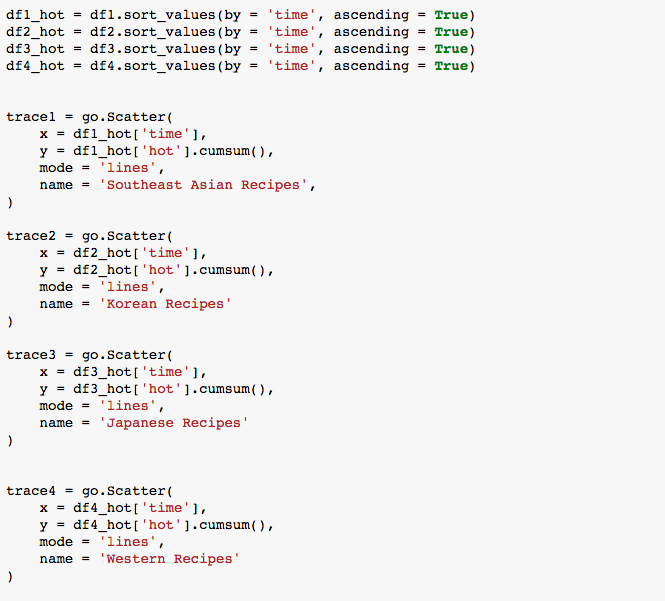 df1_hot = df1.sort_values(by = 'time', ascending = True)
df2_hot = df2.sort_values(by = 'time', ascending = True)
df3_hot = df3.sort_values(by = 'time', ascending = True)
df4_hot = df4.sort_values(by = 'time', ascending = True)
trace1 = go.Scatter(
    x = df1_hot['time'],
    y = df1_hot['hot'].cumsum(),
    mode = 'lines',
    name = 'Southeast Asian Recipes',
)
trace2 = go.Scatter(
    x = df2_hot['time'],
    y = df2_hot['hot'].cumsum(),
    mode = 'lines',
    name = 'Korean Recipes'
)
trace3 = go.Scatter(
    x = df3_hot['time'],
    y = df3_hot['hot'].cumsum(),
    mode = 'lines',
    name = 'Japanese Recipes'
)
trace4 = go.Scatter(
    x = df4_hot['time'],
    y = df4_hot['hot'].cumsum(),
    mode = 'lines',
    name = 'Western Recipes'
)